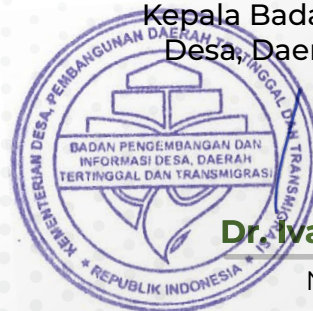 Kepala Bada
Desa, Daer
KEMENTERIAN DESA, PEMBANGUNAN DAERAH TERTINGGAL DAN TRANSMIGRASI
BADAN PENGEMBANGAN DAN
INFORMASI DESA, DAERAH
TERTINGGAL DAN TRANSMIGRASI
REPUBLIK INDONESIA
Dr. Iva
N